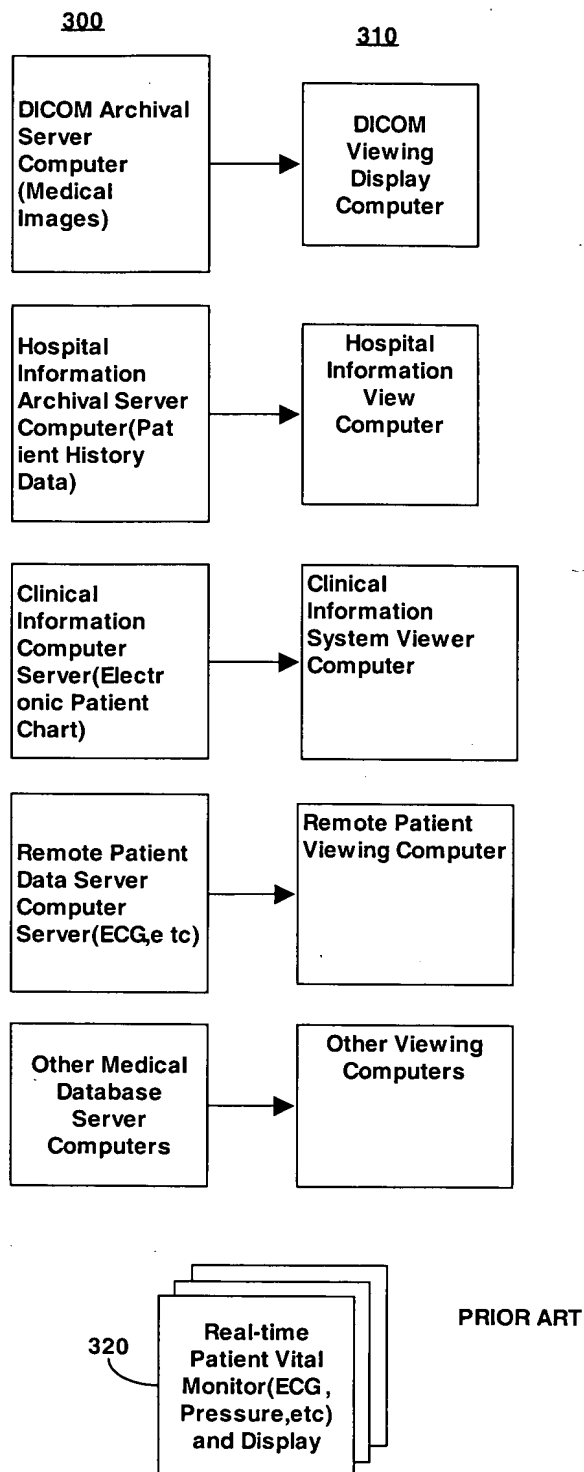 300
310
DICOM Archival
Server
Computer
(Medical
Images)
DICOM
Viewing
Display
Computer
Hospital
Information
Archival Server
Computer(Pat
ient History
Data)
Hospital
Information
View
Computer
Clinical
Information
Computer
Server(Electr
onic Patient
Chart)
Clinical
Information
System Viewer
Computer
Remote Patient
Data Server
Computer
Server(ECG,e tc)
Remote Patient
Viewing Computer
Other Medical
Database
Server
Computers
Other Viewing
Computers
320
Real-time
Patient Vital
Monitor(ECG,
Pressure,etc)
and Display
PRIOR ART